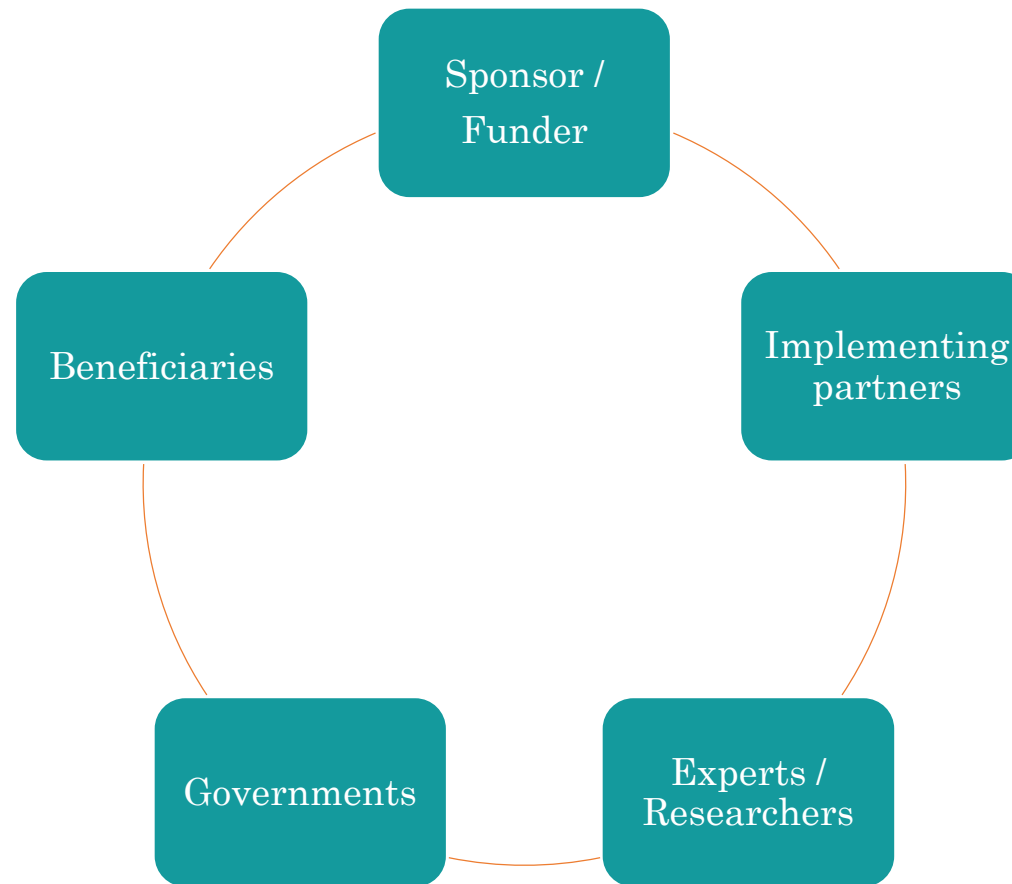 Sponsor /
Funder
Implementing
partners
Experts /
Researchers
Governments
Beneficiaries